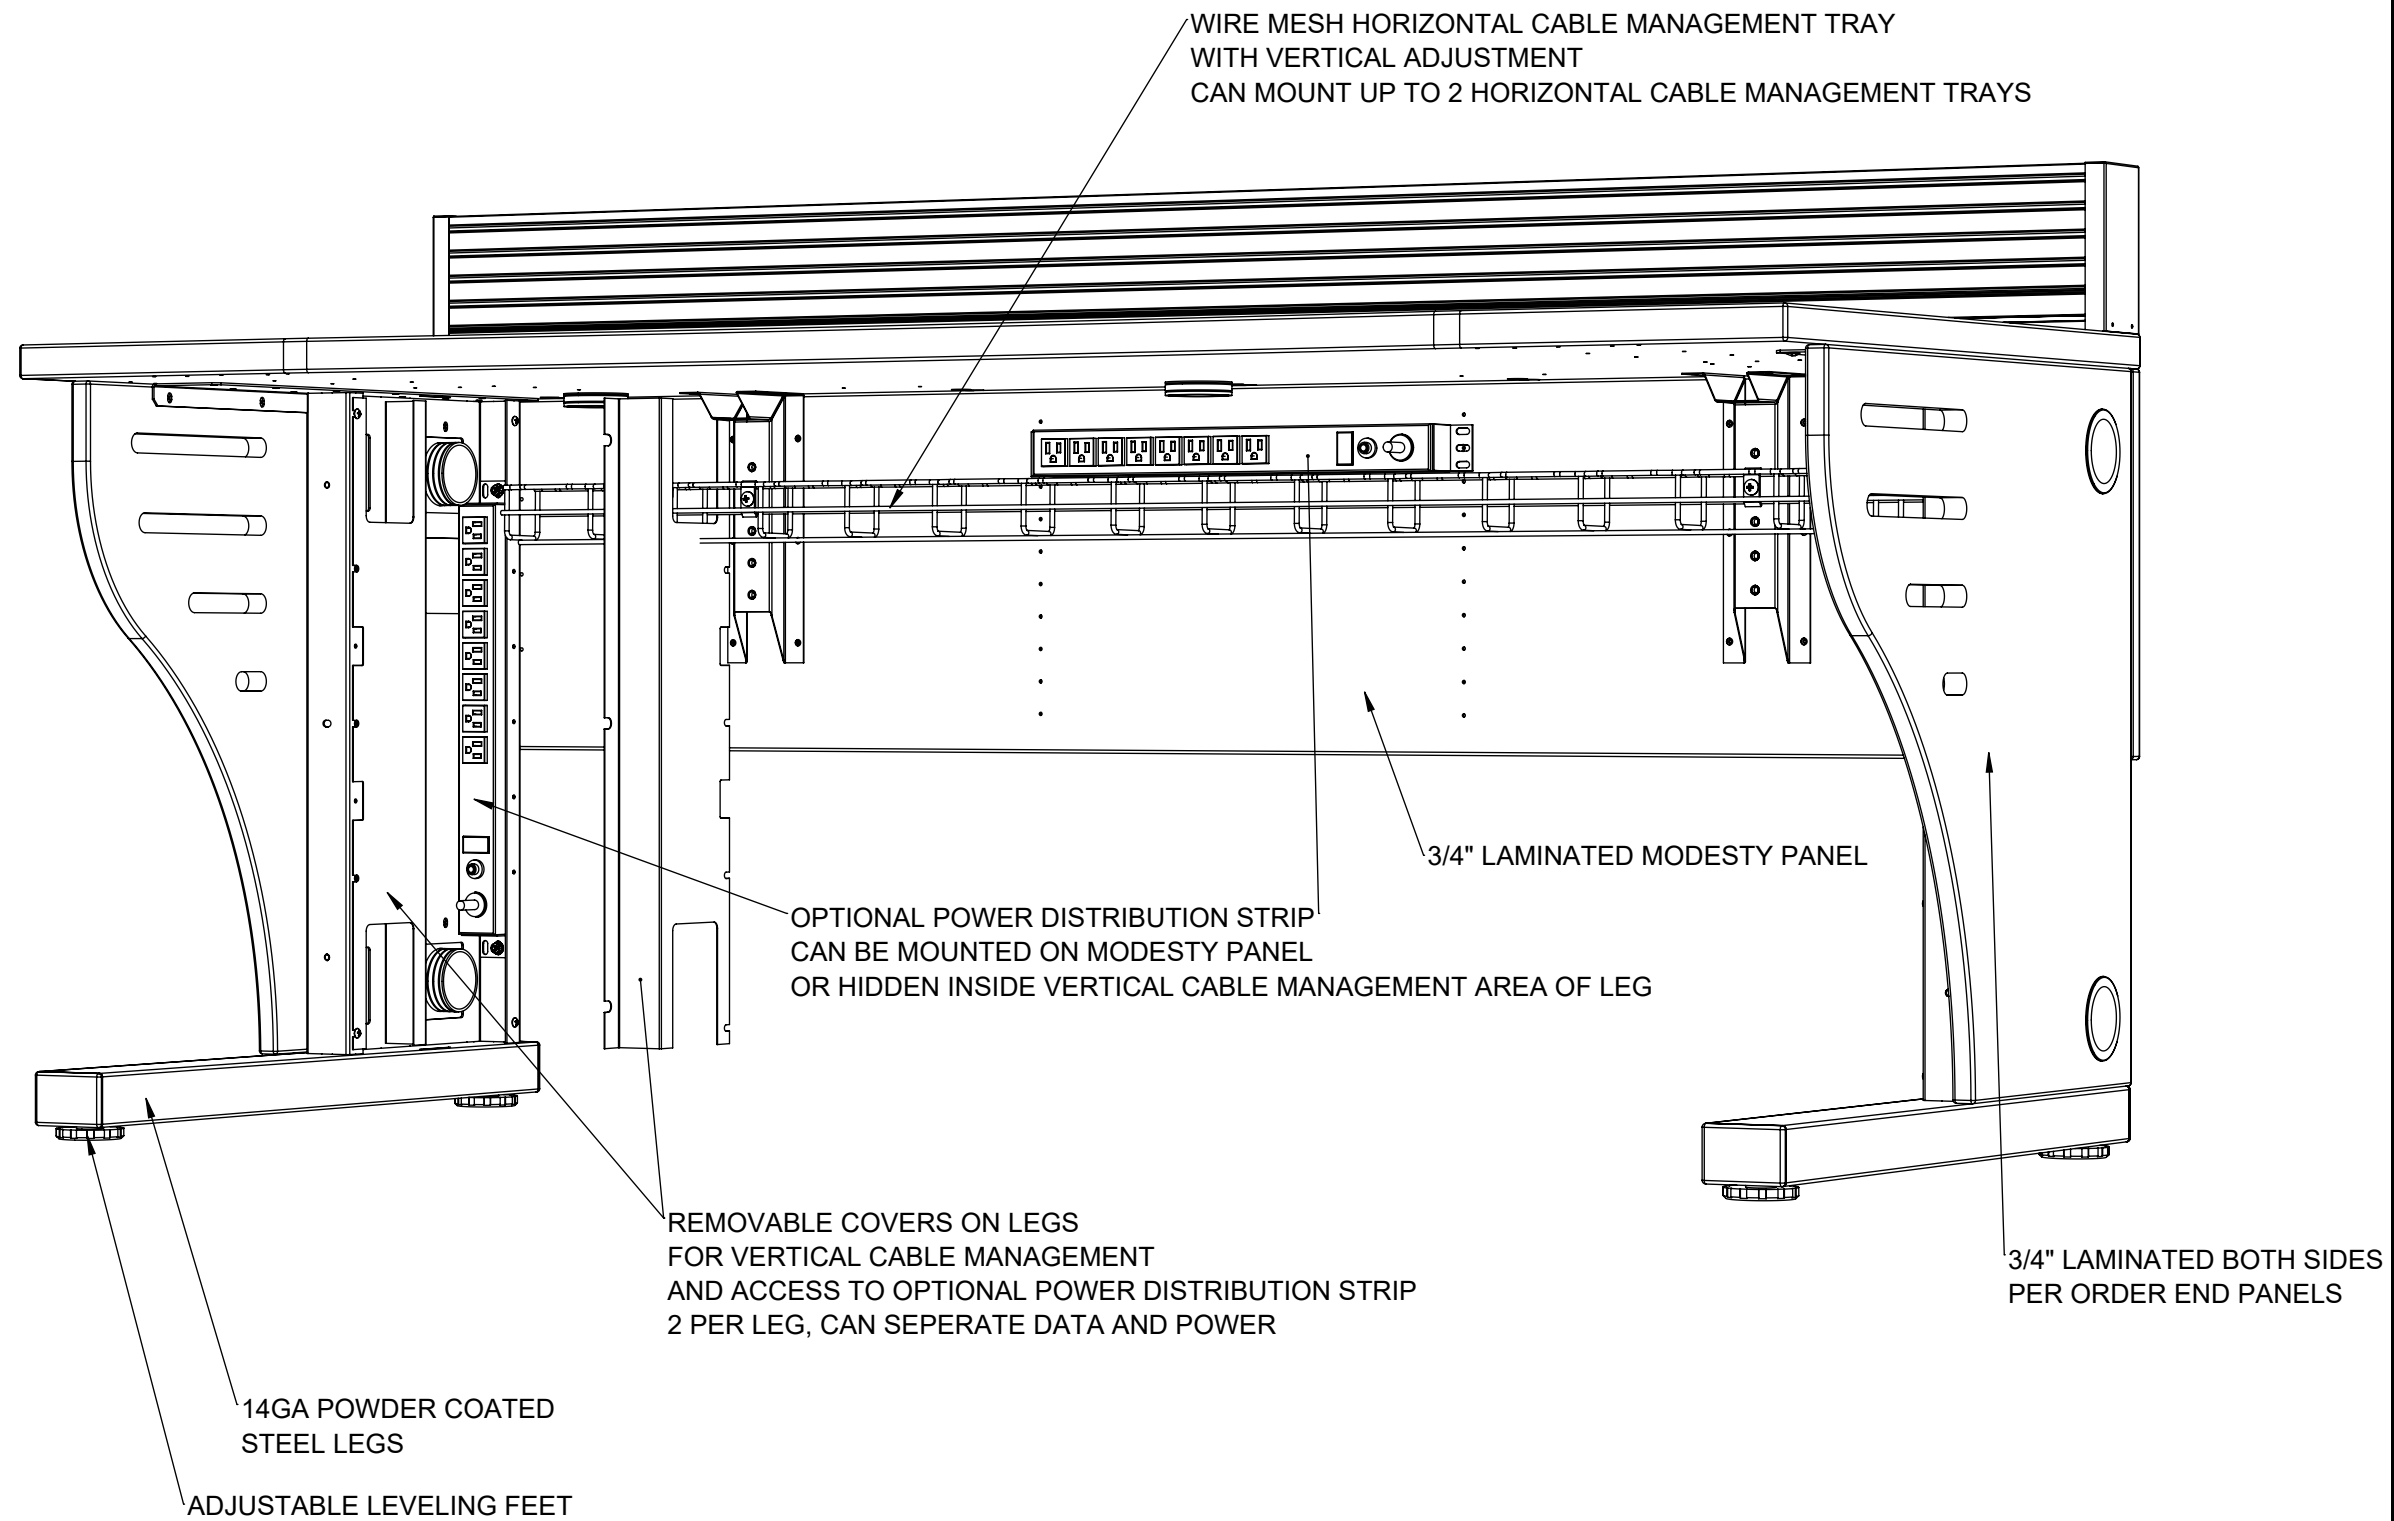 WIRE MESH HORIZONTAL CABLE MANAGEMENT TRAY
WITH VERTICAL ADJUSTMENT
CAN MOUNT UP TO 2 HORIZONTAL CABLE MANAGEMENT TRAYS
3/4" LAMINATED MODESTY PANEL
OPTIONAL POWER DISTRIBUTION STRIP
CAN BE MOUNTED ON MODESTY PANEL
OR HIDDEN INSIDE VERTICAL CABLE MANAGEMENT AREA OF LEG
REMOVABLE COVERS ON LEGS
FOR VERTICAL CABLE MANAGEMENT
AND ACCESS TO OPTIONAL POWER DISTRIBUTION STRIP
2 PER LEG, CAN SEPERATE DATA AND POWER
3/4" LAMINATED BOTH SIDES
PER ORDER END PANELS
14GA POWDER COATED
STEEL LEGS
ADJUSTABLE LEVELING FEET